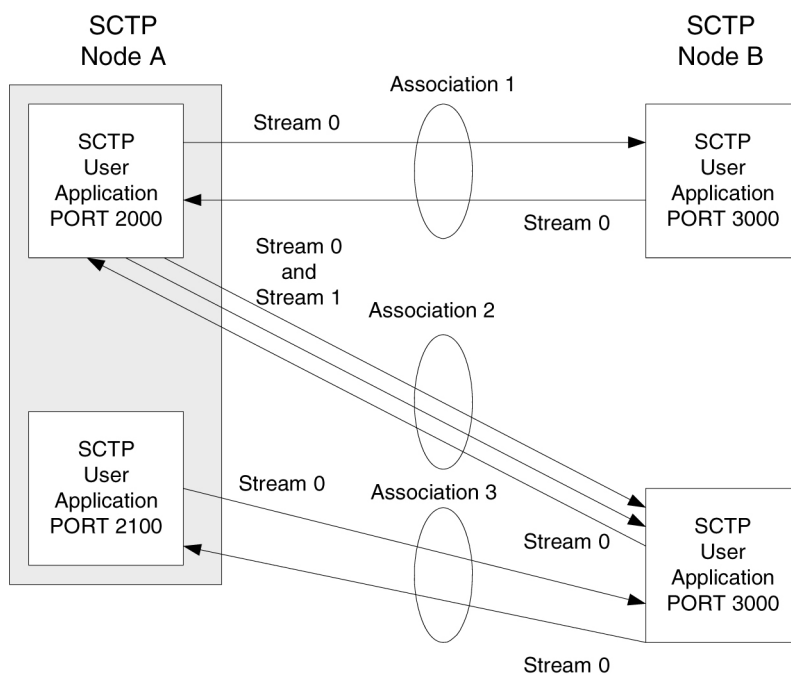 SCTP
Node A
SCTP
Node B
Association 1
Stream 0
SCTP
User
Application
PORT 2000
SCTP
User
Application
PORT 3000
Stream 0
Stream 0
and
Stream 1
Association 2
SCTP
User
Application
PORT 2100
Stream 0
Association 3
Stream 0
SCTP
User
Application
PORT 3000
Stream 0